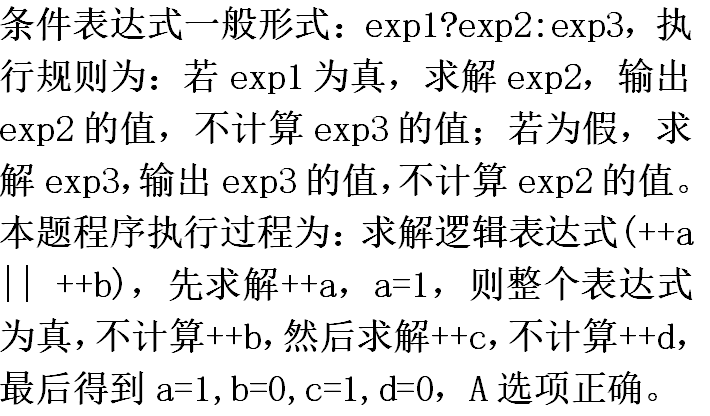 条件表达式一般形式：exp1?exp2:exp3，执
行规则为：若 exp1 为真，求解 exp2，输出
exp2 的值，不计算 exp3 的值；若为假，求
解 exp3,输出 exp3 的值,不计算 exp2 的值。
本题程序执行过程为：求解逻辑表达式(++a
|| ++b)，先求解++a，a=1，则整个表达式
为真,不计算++b,然后求解++c,不计算++d,
最后得到 a=1,b=0,c=1,d=0，A 选项正确。